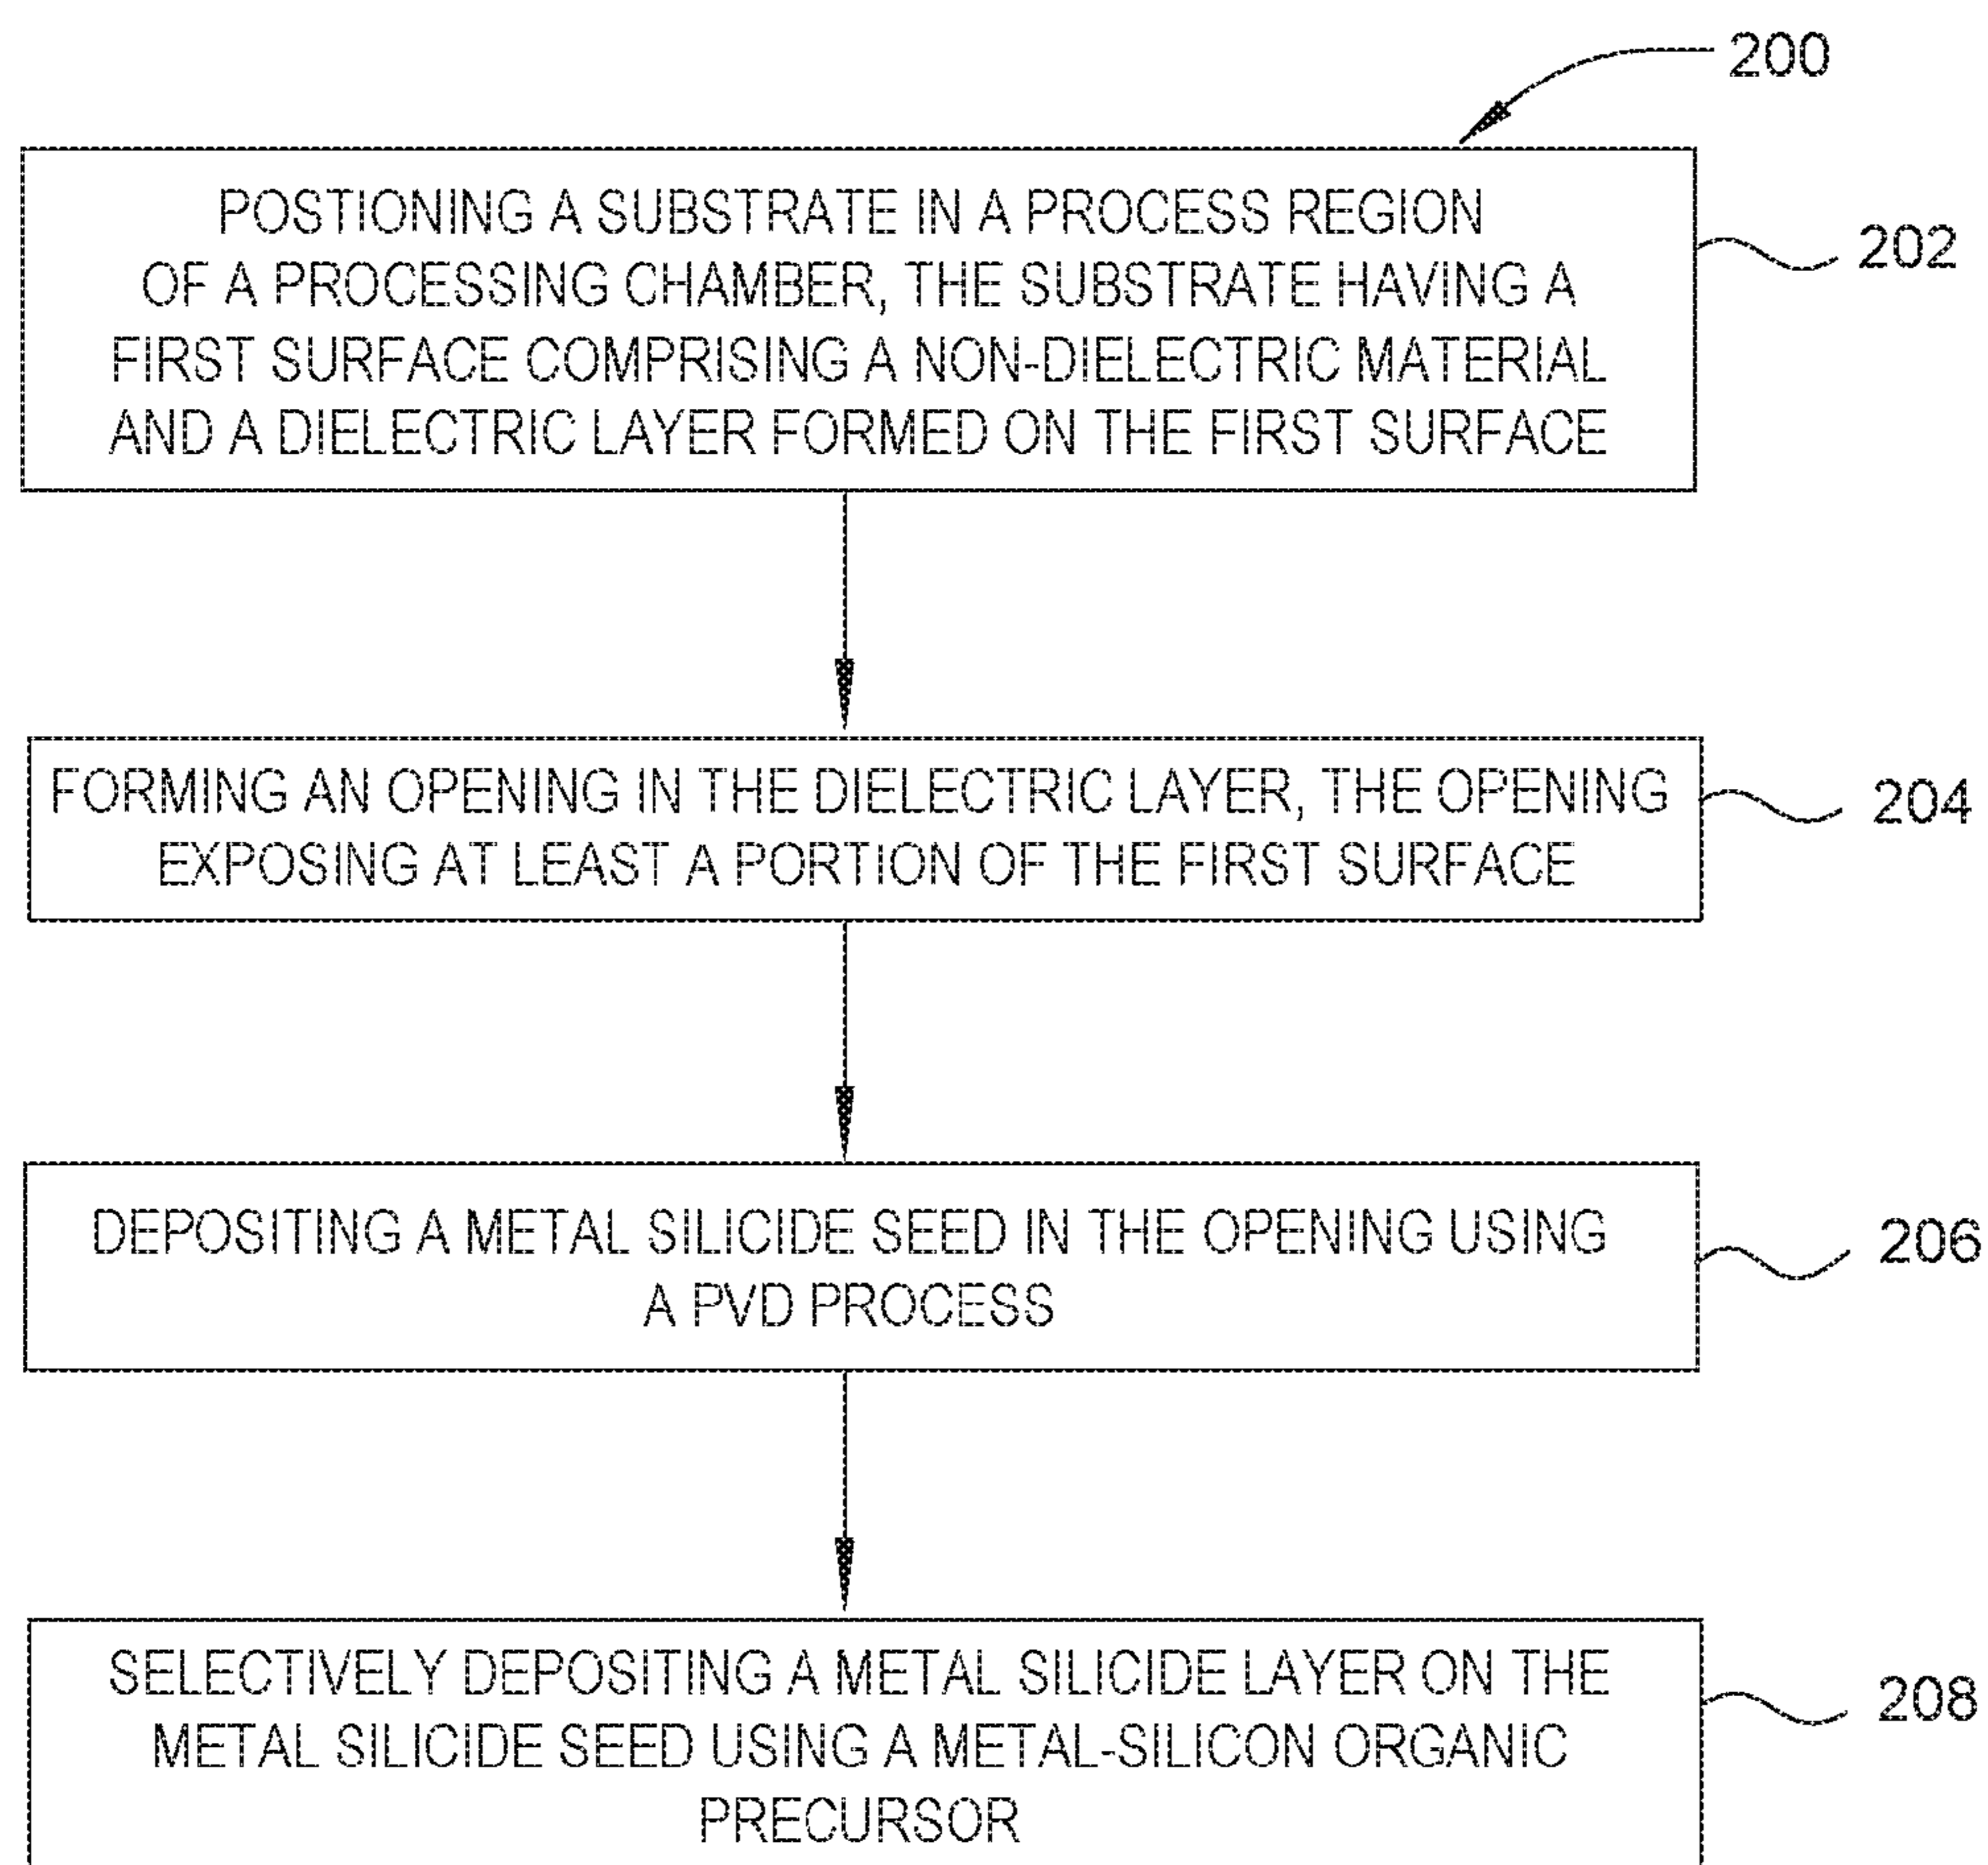 200
POSTIONING A SUBSTRATE IN A PROCESS REGION
OF A PROCESSING CHAMBER, THE SUBSTRATE HAVING A
FIRST SURFACE COMPRISING A NON-DIELECTRIC MATERIAL
AND A DIELECTRIC LAYER FORMED ON THE FIRST SURFACE
202
FORMING AN OPENING IN THE DIELECTRIC LAYER, THE OPENING
EXPOSING AT LEAST A PORTION OF THE FIRST SURFACE
204
DEPOSITING A METAL SILICIDE SEED IN THE OPENING USING
A PVD PROCESS
206
SELECTIVELY DEPOSITING A METAL SILICIDE LAYER ON THE
METAL SILICIDE SEED USING A METAL-SILICON ORGANIC
PRECURSOR
208